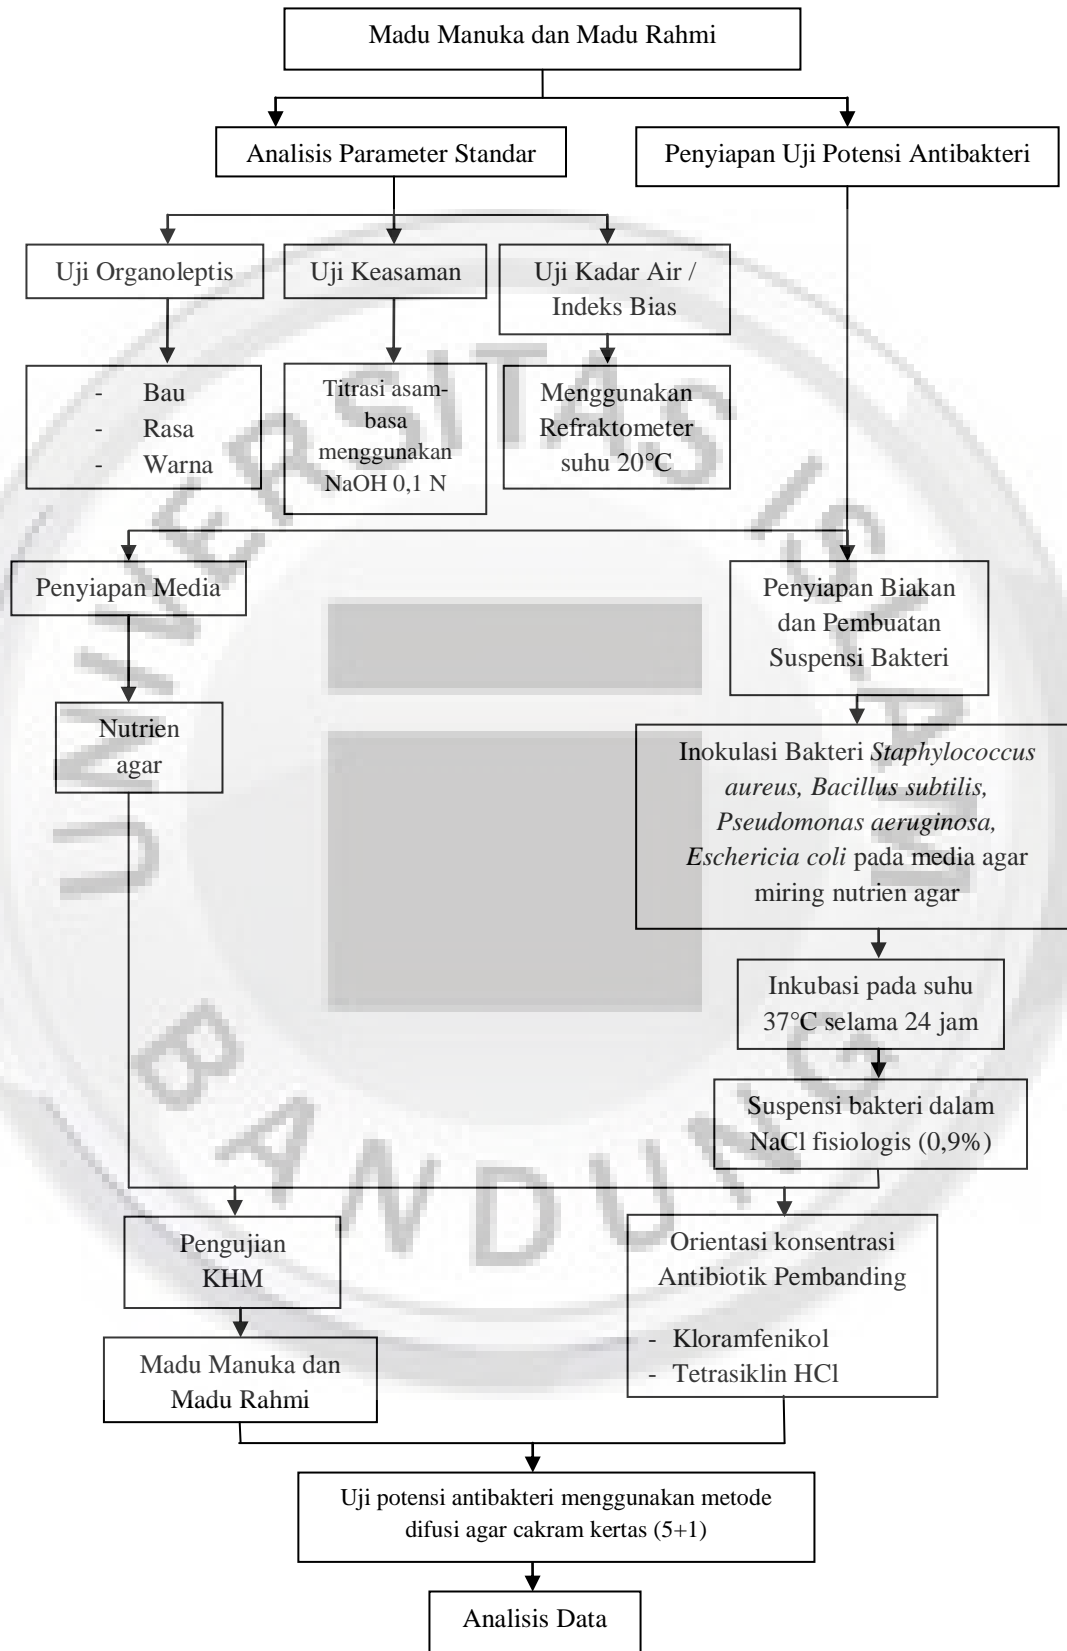 Madu Manuka dan Madu Rahmi
Analisis Parameter Standar
Penyiapan Uji Potensi Antibakteri
Uji Organoleptis
Uji Keasaman
Uji Kadar Air /
Indeks Bias
- Bau
- Rasa
- Warna
Titrasi asam-
basa
menggunakan
NaOH 0,1 N
Menggunakan
Refraktometer
suhu 20°C
Penyiapan Media
Penyiapan Biakan
dan Pembuatan
Suspensi Bakteri
Nutrien
agar
Inokulasi Bakteri Staphylococcus
aureus, Bacillus subtilis,
Pseudomonas aeruginosa,
Eschericia coli pada media agar
miring nutrien agar
Inkubasi pada suhu
37°C selama 24 jam
Suspensi bakteri dalam
NaCl fisiologis (0,9%)
Pengujian
KHM
Orientasi konsentrasi
Antibiotik Pembanding
- Kloramfenikol
- Tetrasiklin HCl
Madu Manuka dan
Madu Rahmi
Uji potensi antibakteri menggunakan metode
difusi agar cakram kertas (5+1)
Analisis Data
UNIVERSITAS ISLAM
BANDUNG